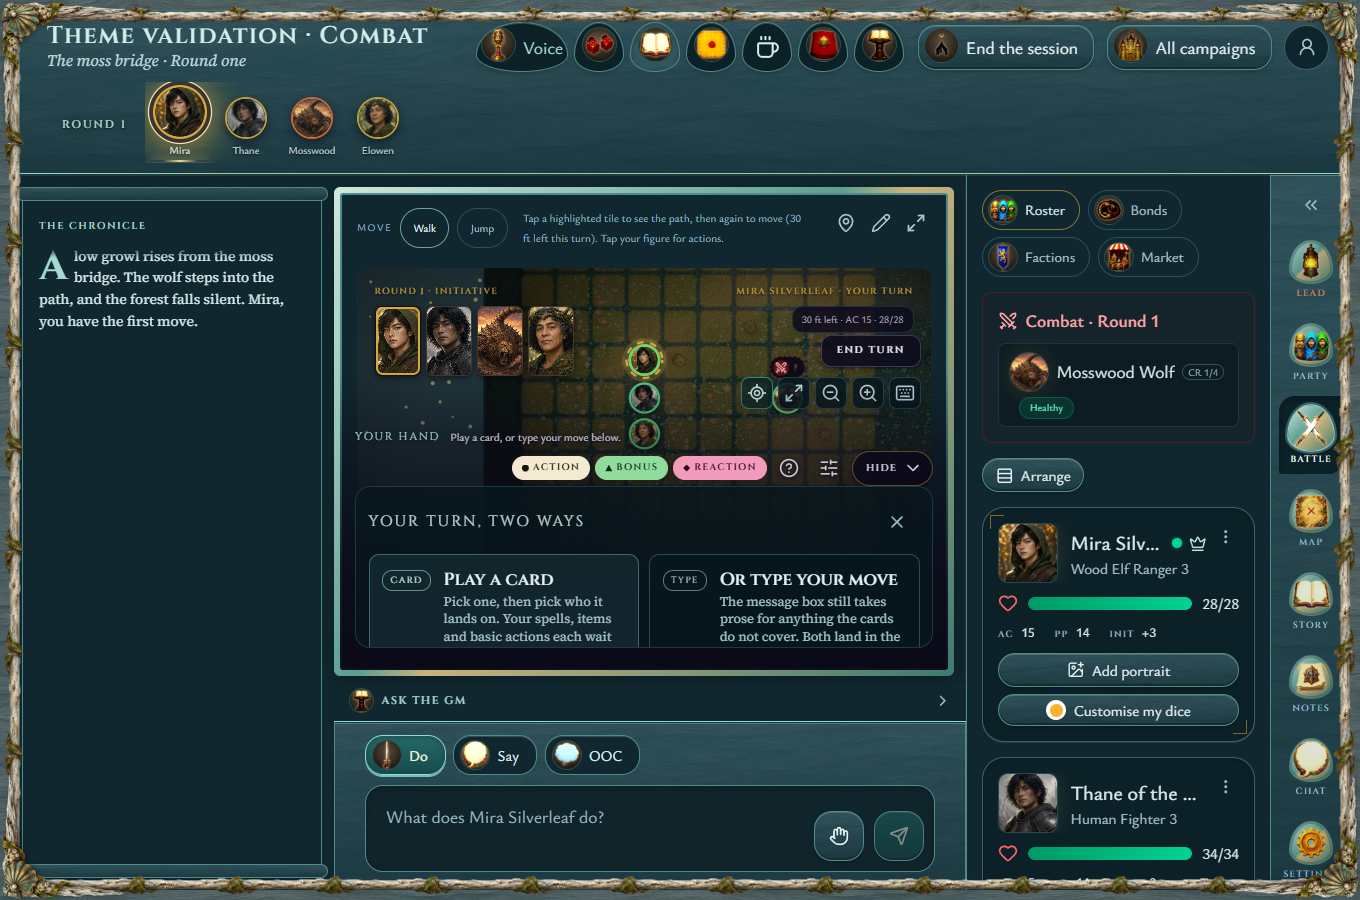 Theme validation · Combat
The moss bridge · Round one
Voice
End the session
All campaigns
ROUND 1
Mira
Thane
Mosswood
Elowen
THE CHRONICLE
A low growl rises from the moss
bridge. The wolf steps into the
path, and the forest falls silent. Mira,
you have the first move.
MOVE
Walk
Jump
Tap a highlighted tile to see the path, then again to move (30
ft left this turn). Tap your figure for actions.
ROUND 1 · INITIATIVE
MIRA SILVERLEAF · YOUR TURN
30 ft left · AC 15 · 28/28
END TURN
YOUR HAND
Play a card, or type your move below.
ACTION
BONUS
REACTION
HIDE
YOUR TURN, TWO WAYS
CARD
Play a card
Pick one, then pick who it
lands on. Your spells, items
and basic actions each wait
TYPE
Or type your move
The message box still takes
prose for anything the cards
do not cover. Both land in the
ASK THE GM
Do
Say
OOC
What does Mira Silverleaf do?
Roster
Bonds
Factions
Market
Combat · Round 1
Mosswood Wolf
CR 1/4
Healthy
Arrange
Mira Silv...
Wood Elf Ranger 3
28/28
AC 15
PP 14
INIT +3
Add portrait
Customise my dice
Thane of the ...
Human Fighter 3
34/34
LEAD
PARTY
BATTLE
MAP
STORY
NOTES
CHAT